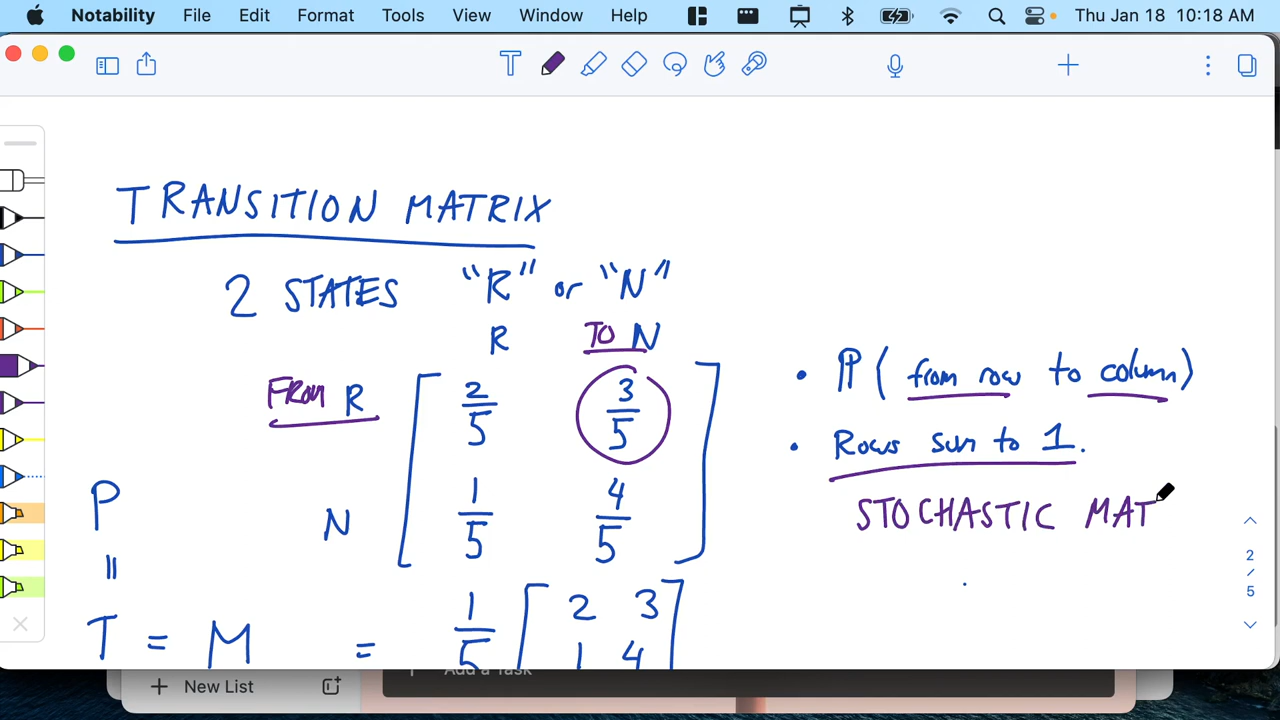 Notability File Edit Format Tools View Window Help Thu Jan 18 10:18 AM
TRANSITION MATRIX
2 STATES "R" or "N"
R TO N
FROM R 2/5 3/5
N 1/5 4/5
• ℙ( from row to column)
• Rows sum to 1.
STOCHASTIC MAT
P
=
T = M = 1/5 [ 2 3
1 4 ]
2
/
5
New List
Add a Task